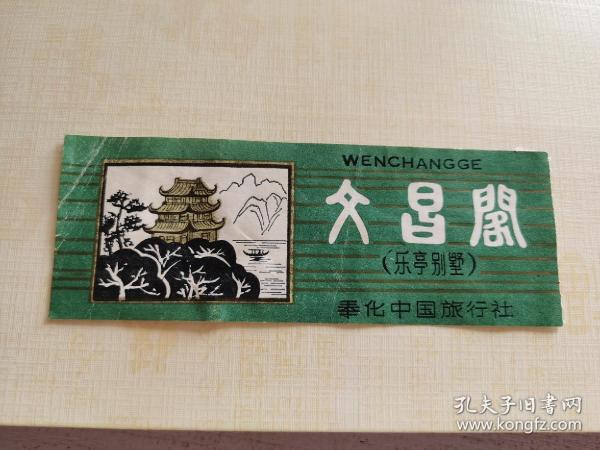 WENCHANGGE
文昌閣
（乐亭别墅）
奉化中国旅行社
孔夫子旧书网
www.kongfz.com